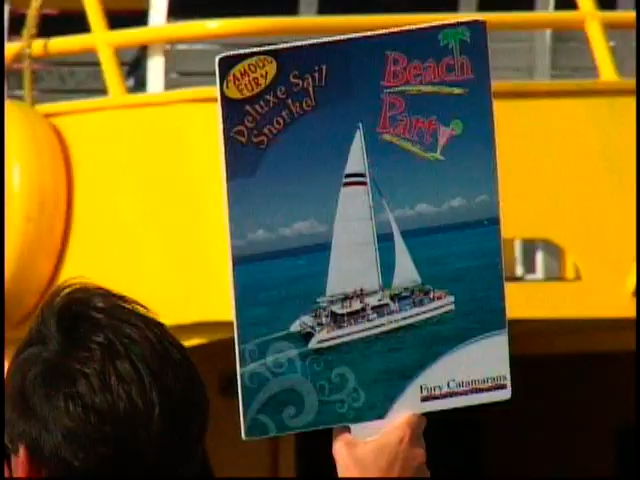 FAMOUS
FURY
Deluxe Sail
Snorkel
Beach
Party
Fury Catamarans